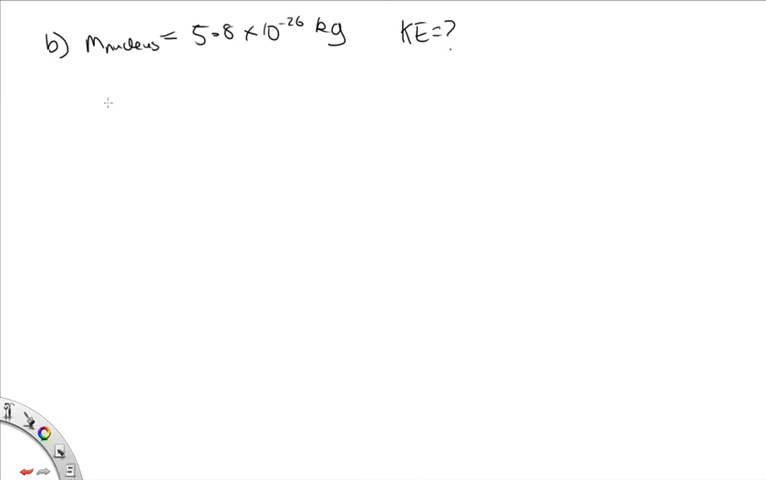 b) Mnucleus = 5.8 × 10⁻²⁶ kg KE=?